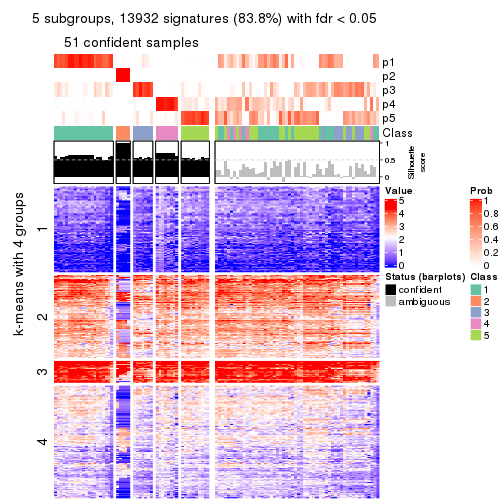 5 subgroups, 13932 signatures (83.8%) with fdr < 0.05
51 confident samples
p1
p2
p3
p4
p5
Class
1
0.5
0
Silhouette
score
k-means with 4 groups
1
2
3
4
Value
5
4
3
2
1
0
Prob
1
0.8
0.6
0.4
0.2
0
Status (barplots)
confident
ambiguous
Class
1
2
3
4
5